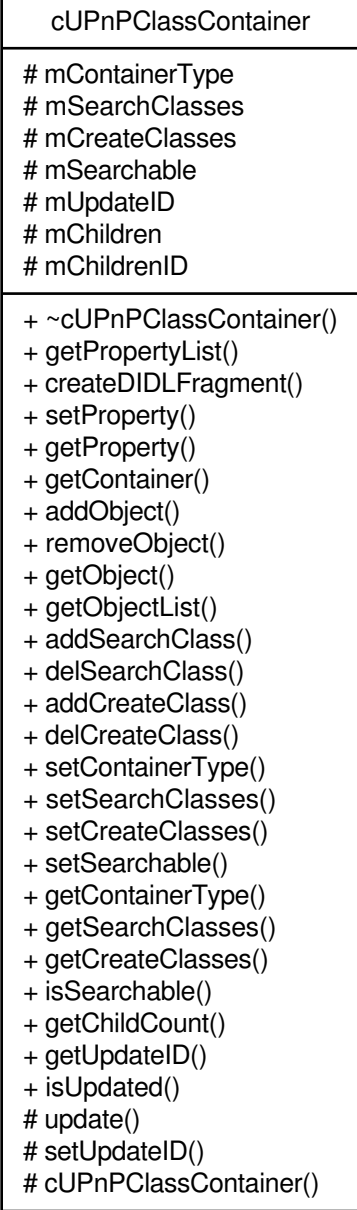 cUPnPClassContainer
# mContainerType
# mSearchClasses
# mCreateClasses
# mSearchable
# mUpdateID
# mChildren
# mChildrenID
+ ~cUPnPClassContainer()
+ getPropertyList()
+ createDIDLFragment()
+ setProperty()
+ getProperty()
+ getContainer()
+ addObject()
+ removeObject()
+ getObject()
+ getObjectList()
+ addSearchClass()
+ delSearchClass()
+ addCreateClass()
+ delCreateClass()
+ setContainerType()
+ setSearchClasses()
+ setCreateClasses()
+ setSearchable()
+ getContainerType()
+ getSearchClasses()
+ getCreateClasses()
+ isSearchable()
+ getChildCount()
+ getUpdateID()
+ isUpdated()
# update()
# setUpdateID()
# cUPnPClassContainer()